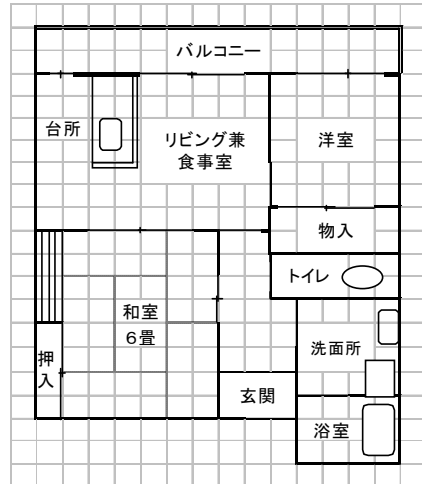 バルコニー
台所
リビング兼
食事室
洋室
物入
トイレ
和室
6畳
洗面所
押
入
玄関
浴室